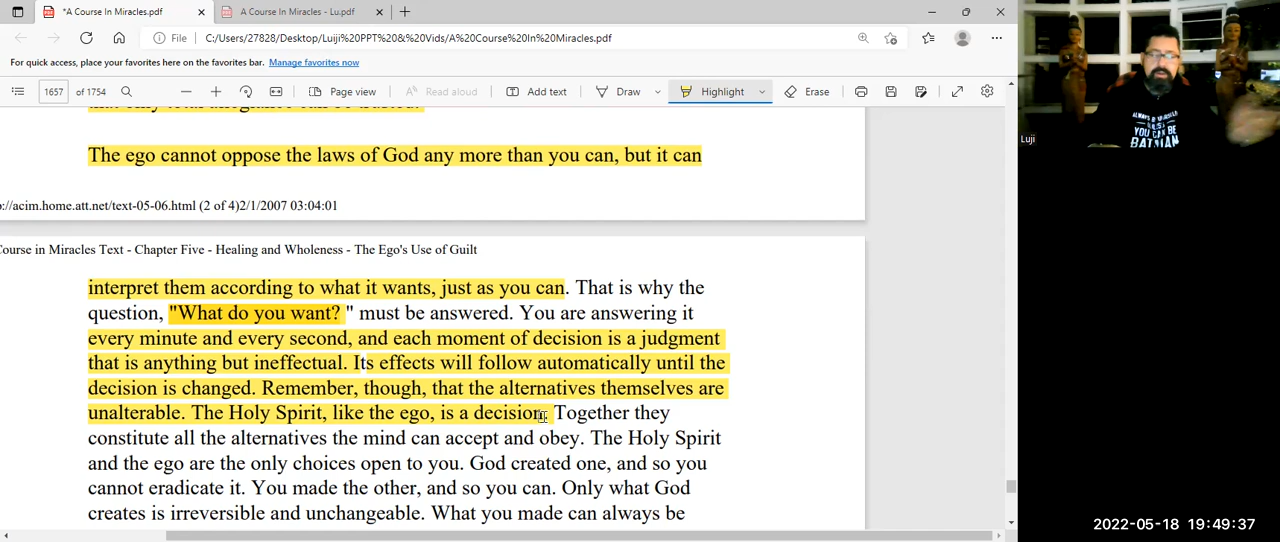 *A Course In Miracles.pdf
A Course In Miracles - Lu.pdf
File
C:/Users/27828/Desktop/Luiji%20PPT%20&%20Vids/A%20Course%20In%20Miracles.pdf
For quick access, place your favorites here on the favorites bar. Manage favorites now
1657 of 1754
Page view
Read aloud
Add text
Draw
Highlight
Erase
that only total allegiance can be trusted.
The ego cannot oppose the laws of God any more than you can, but it can
p://acim.home.att.net/text-05-06.html (2 of 4)2/1/2007 03:04:01
Course in Miracles Text - Chapter Five - Healing and Wholeness - The Ego's Use of Guilt
interpret them according to what it wants, just as you can. That is why the
question, "What do you want? " must be answered. You are answering it
every minute and every second, and each moment of decision is a judgment
that is anything but ineffectual. Its effects will follow automatically until the
decision is changed. Remember, though, that the alternatives themselves are
unalterable. The Holy Spirit, like the ego, is a decision. Together they
constitute all the alternatives the mind can accept and obey. The Holy Spirit
and the ego are the only choices open to you. God created one, and so you
cannot eradicate it. You made the other, and so you can. Only what God
creates is irreversible and unchangeable. What you made can always be
YOU CAN BE
BATMAN
Luji
2022-05-18 19:49:37